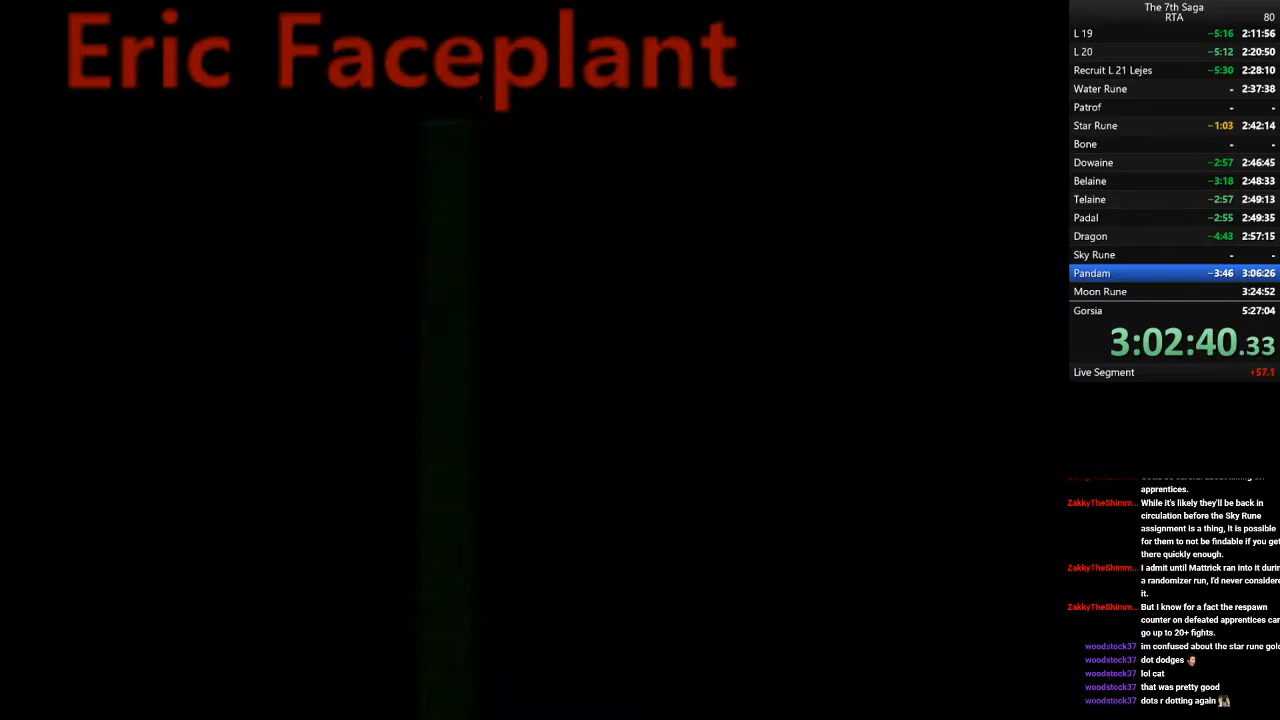 Eric Faceplant
The 7th Saga
RTA 80
L 19 −5:16 2:11:56
L 20 −5:12 2:20:50
Recruit L 21 Lejes −5:30 2:28:10
Water Rune - 2:37:38
Patrof - -
Star Rune −1:03 2:42:14
Bone - -
Dowaine −2:57 2:46:45
Belaine −3:18 2:48:33
Telaine −2:57 2:49:13
Padal −2:55 2:49:35
Dragon −4:43 2:57:15
Sky Rune - -
Pandam −3:46 3:06:26
Moon Rune 3:24:52
Gorsia 5:27:04
3:02:40.33
Live Segment +57.1
apprentices.
ZakkyTheShimm... While it's likely they'll be back in
circulation before the Sky Rune
assignment is a thing, it is possible
for them to not be findable if you get
there quickly enough.
ZakkyTheShimm... I admit until Mattrick ran into it durin
a randomizer run, I'd never considere
it.
ZakkyTheShimm... But I know for a fact the respawn
counter on defeated apprentices can
go up to 20+ fights.
woodstock37 im confused about the star rune gold
woodstock37 dot dodges
woodstock37 lol cat
woodstock37 that was pretty good
woodstock37 dots r dotting again